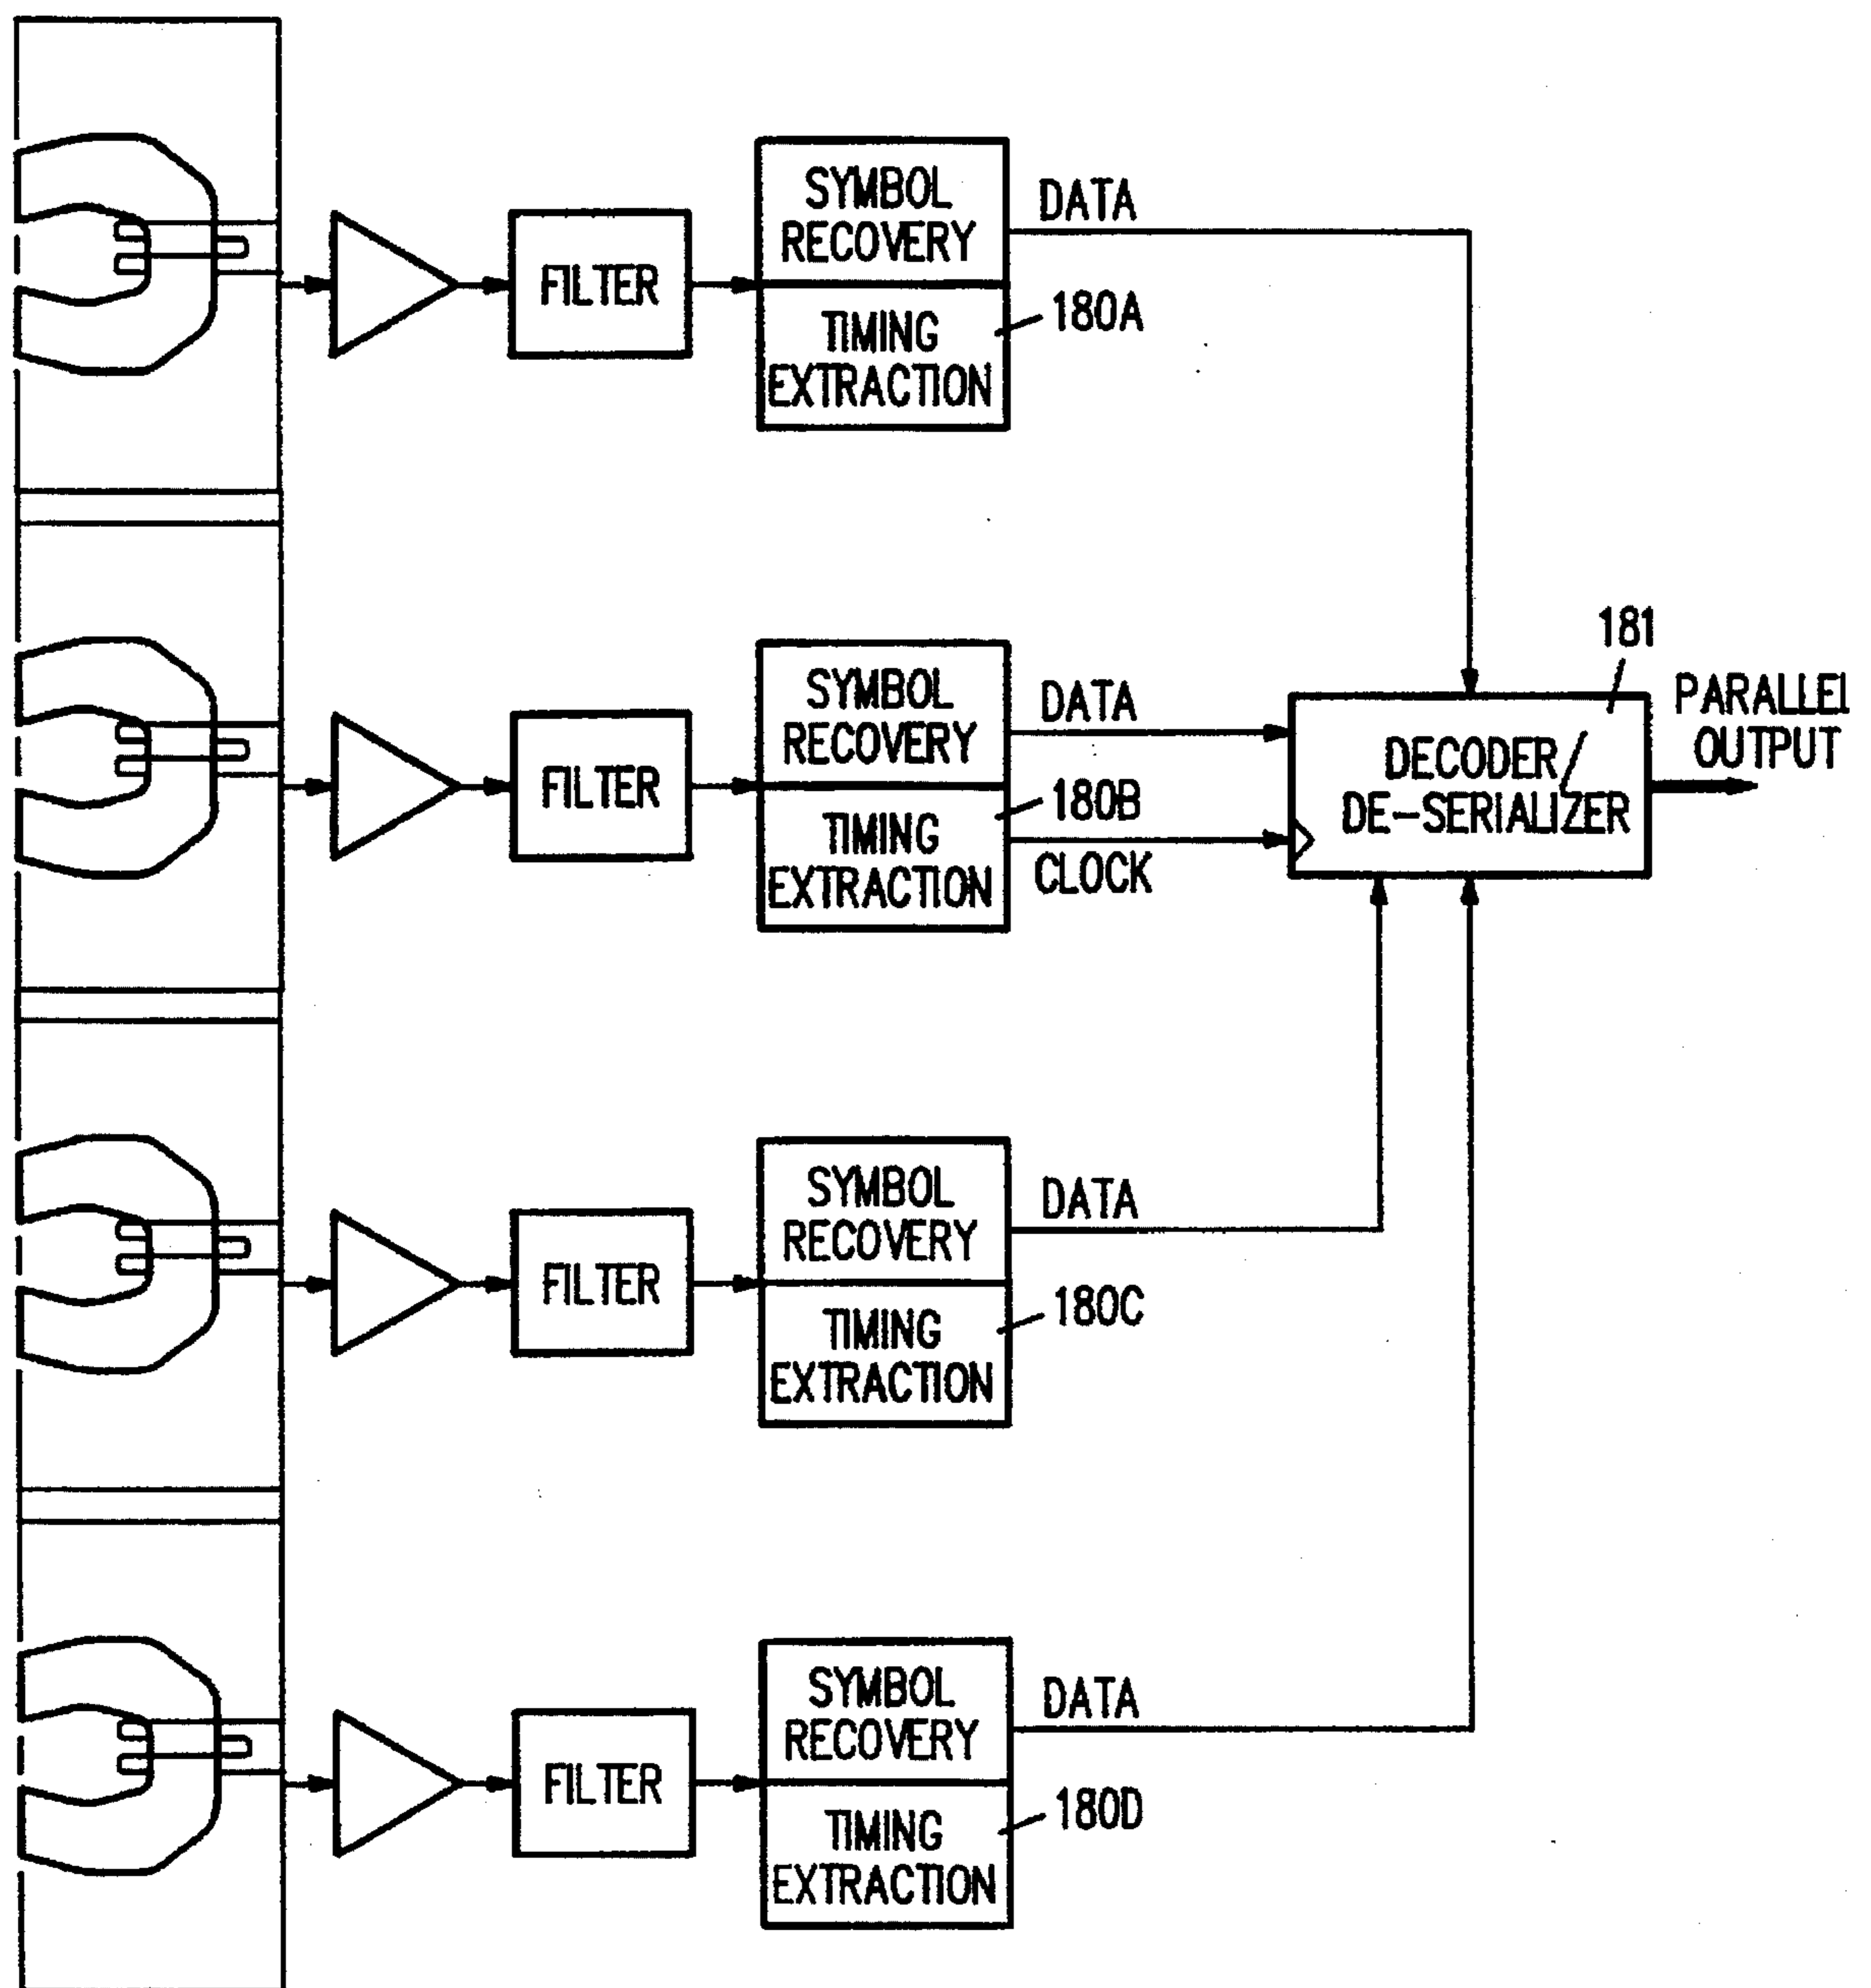 SYMBOL
RECOVERY
DATA
FILTER
TIMING
EXTRACTION
180A
181
PARALLEL
OUTPUT
SYMBOL
RECOVERY
DATA
FILTER
TIMING
EXTRACTION
180B
CLOCK
DECODER/
DE-SERIALIZER
SYMBOL
RECOVERY
DATA
FILTER
TIMING
EXTRACTION
180C
SYMBOL
RECOVERY
DATA
FILTER
TIMING
EXTRACTION
180D